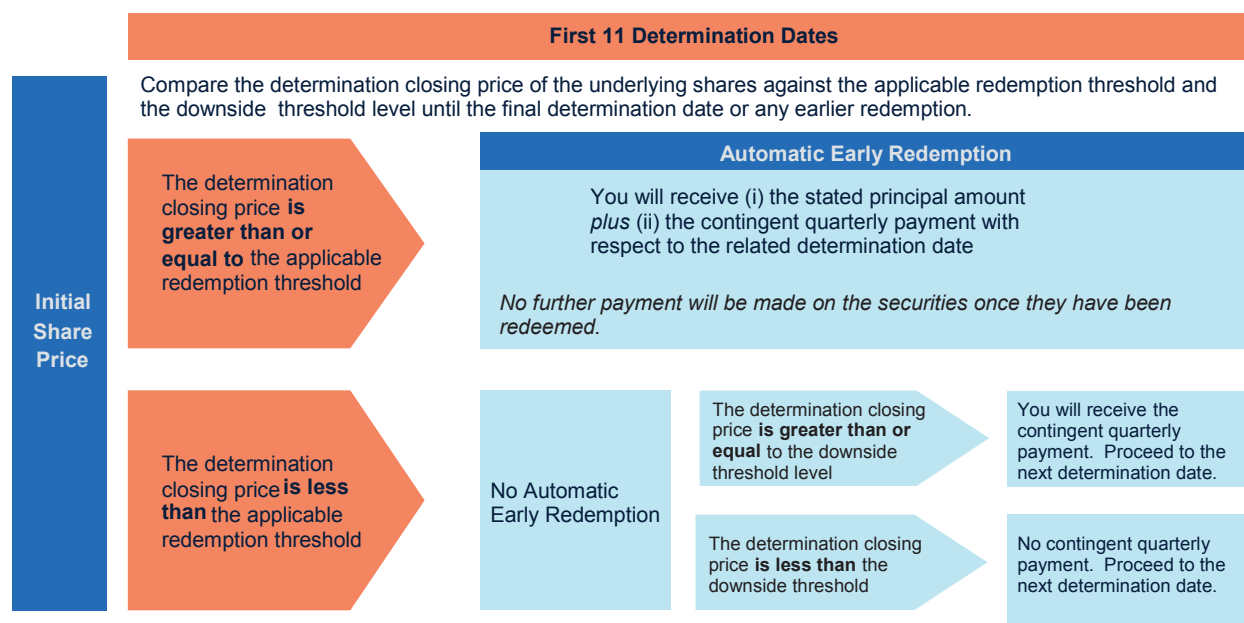 First 11 Determination Dates
Compare the determination closing price of the underlying shares against the applicable redemption threshold and
the downside threshold level until the final determination date or any earlier redemption.
Initial
Share
Price
The determination
closing price is
greater than or
equal to the applicable
redemption threshold
Automatic Early Redemption
You will receive (i) the stated principal amount
plus (ii) the contingent quarterly payment with
respect to the related determination date
No further payment will be made on the securities once they have been
redeemed.
The determination
closing price is less
than the applicable
redemption threshold
No Automatic
Early Redemption
The determination closing
price is greater than or
equal to the downside
threshold level
You will receive the
contingent quarterly
payment. Proceed to the
next determination date.
The determination closing
price is less than the
downside threshold
No contingent quarterly
payment. Proceed to the
next determination date.